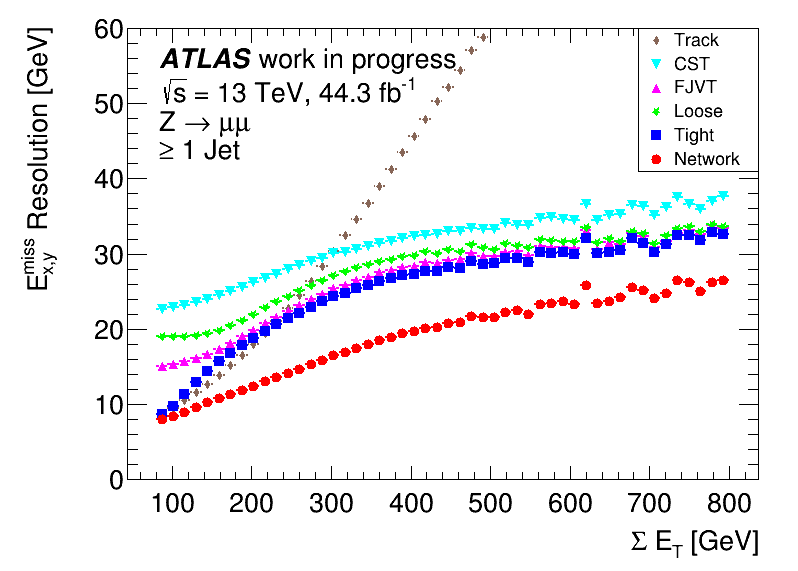 ATLAS work in progress
√s = 13 TeV, 44.3 fb⁻¹
Z → μμ
≥ 1 Jet
Track
CST
FJVT
Loose
Tight
Network
E_{x,y}^{miss} Resolution [GeV]
60
50
40
30
20
10
0
100 200 300 400 500 600 700 800
Σ E_T [GeV]